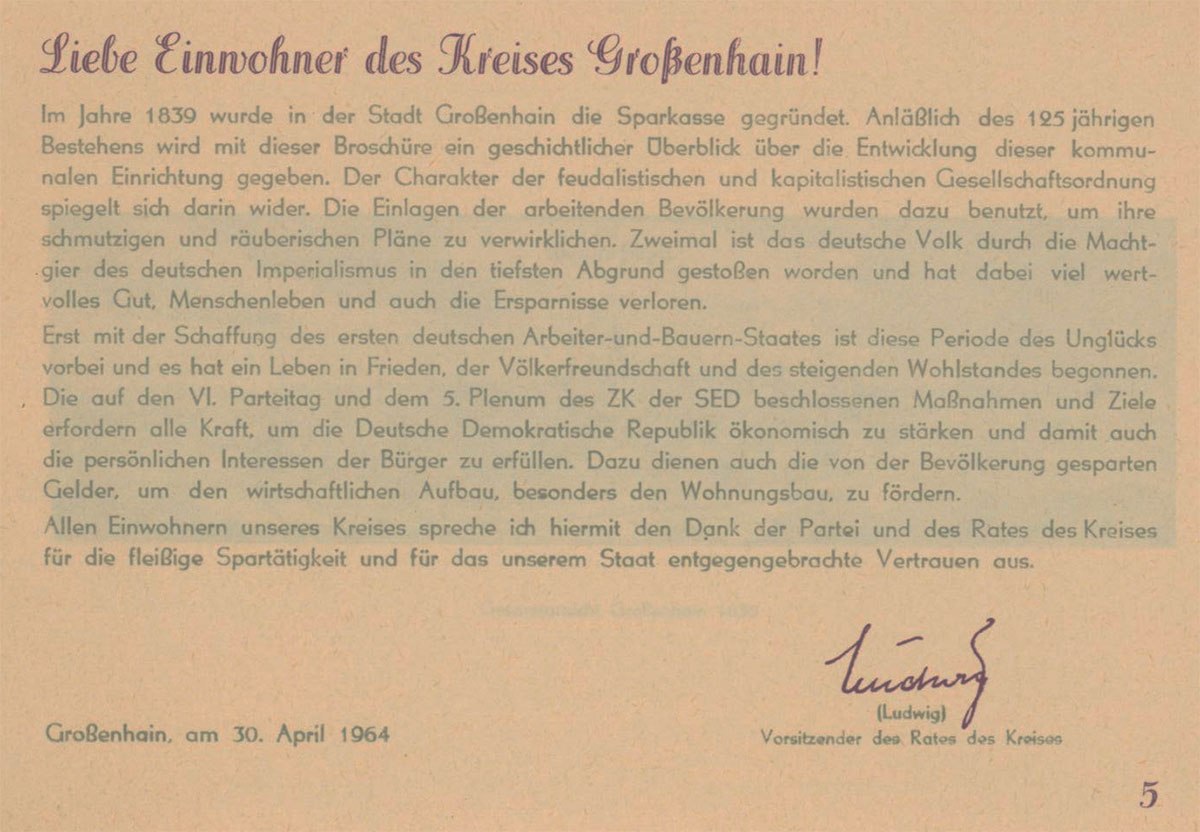 Liebe Einwohner des Kreises Großenhain!
Im Jahre 1839 wurde in der Stadt Großenhain die Sparkasse gegründet. Anläßlich des 125 jährigen
Bestehens wird mit dieser Broschüre ein geschichtlicher Überblick über die Entwicklung dieser kommu-
nalen Einrichtung gegeben. Der Charakter der feudalistischen und kapitalistischen Gesellschaftsordnung
spiegelt sich darin wider. Die Einlagen der arbeitenden Bevölkerung wurden dazu benutzt, um ihre
schmutzigen und räuberischen Pläne zu verwirklichen. Zweimal ist das deutsche Volk durch die Macht-
gier des deutschen Imperialismus in den tiefsten Abgrund gestoßen worden und hat dabei viel wert-
volles Gut, Menschenleben und auch die Ersparnisse verloren.
Erst mit der Schaffung des ersten deutschen Arbeiter-und-Bauern-Staates ist diese Periode des Unglücks
vorbei und es hat ein Leben in Frieden, der Völkerfreundschaft und des steigenden Wohlstandes begonnen.
Die auf den VI. Parteitag und dem 5. Plenum des ZK der SED beschlossenen Maßnahmen und Ziele
erfordern alle Kraft, um die Deutsche Demokratische Republik ökonomisch zu stärken und damit auch
die persönlichen Interessen der Bürger zu erfüllen. Dazu dienen auch die von der Bevölkerung gesparten
Gelder, um den wirtschaftlichen Aufbau, besonders den Wohnungsbau, zu fördern.
Allen Einwohnern unseres Kreises spreche ich hiermit den Dank der Partei und des Rates des Kreises
für die fleißige Spartätigkeit und für das unserem Staat entgegengebrachte Vertrauen aus.
Ludwig
(Ludwig)
Großenhain, am 30. April 1964
Vorsitzender des Rates des Kreises
5